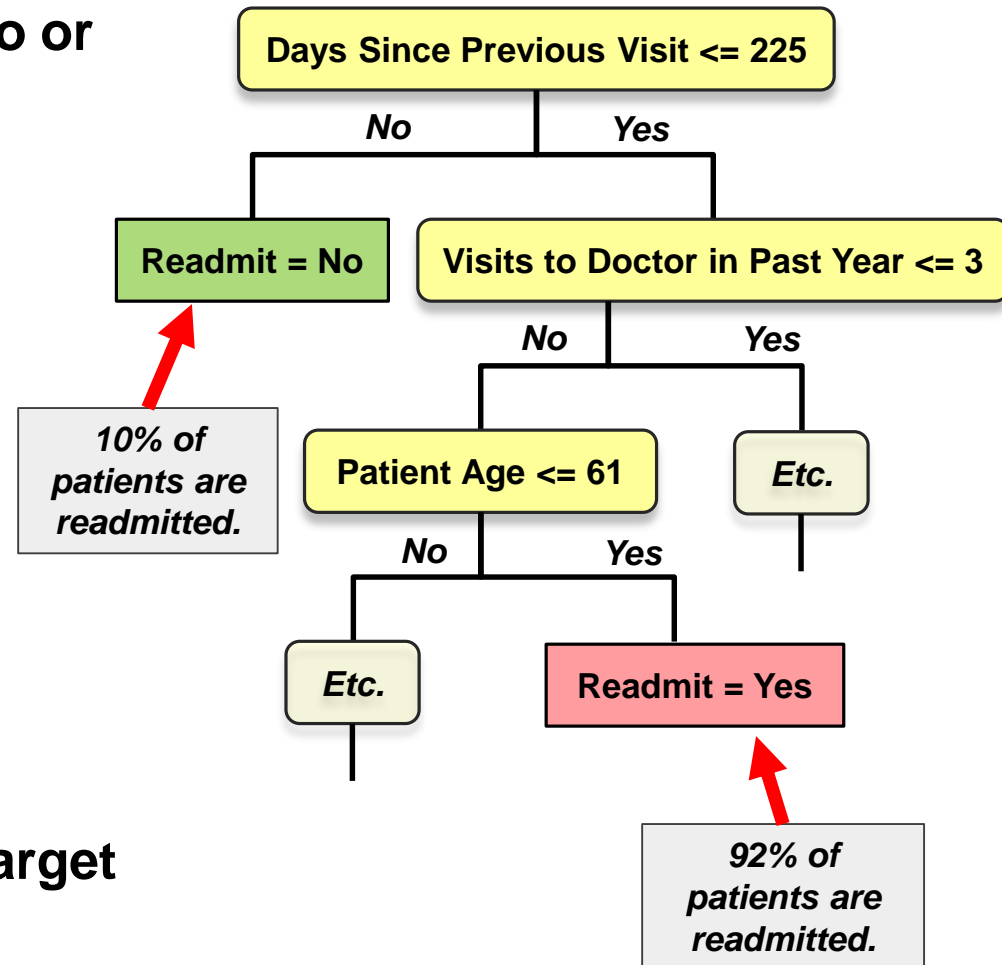 o or
Days Since Previous Visit <= 225
No Yes
Readmit = No
Visits to Doctor in Past Year <= 3
No Yes
10% of
patients are
readmitted.
Patient Age <= 61
Etc.
No Yes
Etc.
Readmit = Yes
arget
92% of
patients are
readmitted.